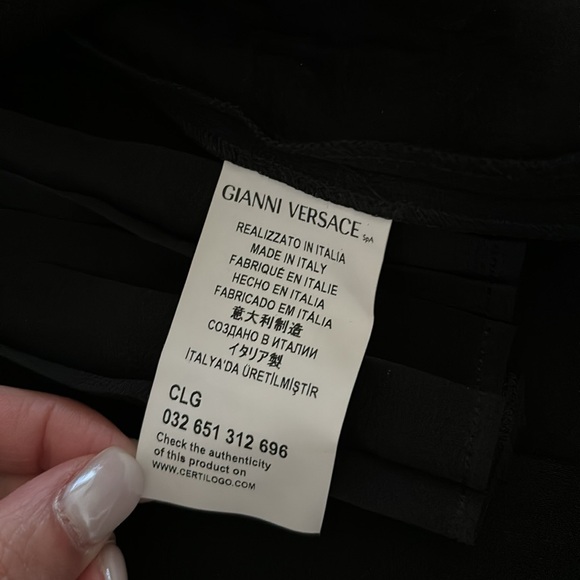 GIANNI VERSACE SpA
REALIZZATO IN ITALIA
MADE IN ITALY
FABRIQUÉ EN ITALIE
HECHO EN ITALIA
FABRICADO EM ITÁLIA
意大利制造
СОЗДАНО В ИТАЛИИ
イタリア製
İTALYA'DA ÜRETİLMİŞTİR
CLG
032 651 312 696
Check the authenticity
of this product on
WWW.CERTILOGO.COM